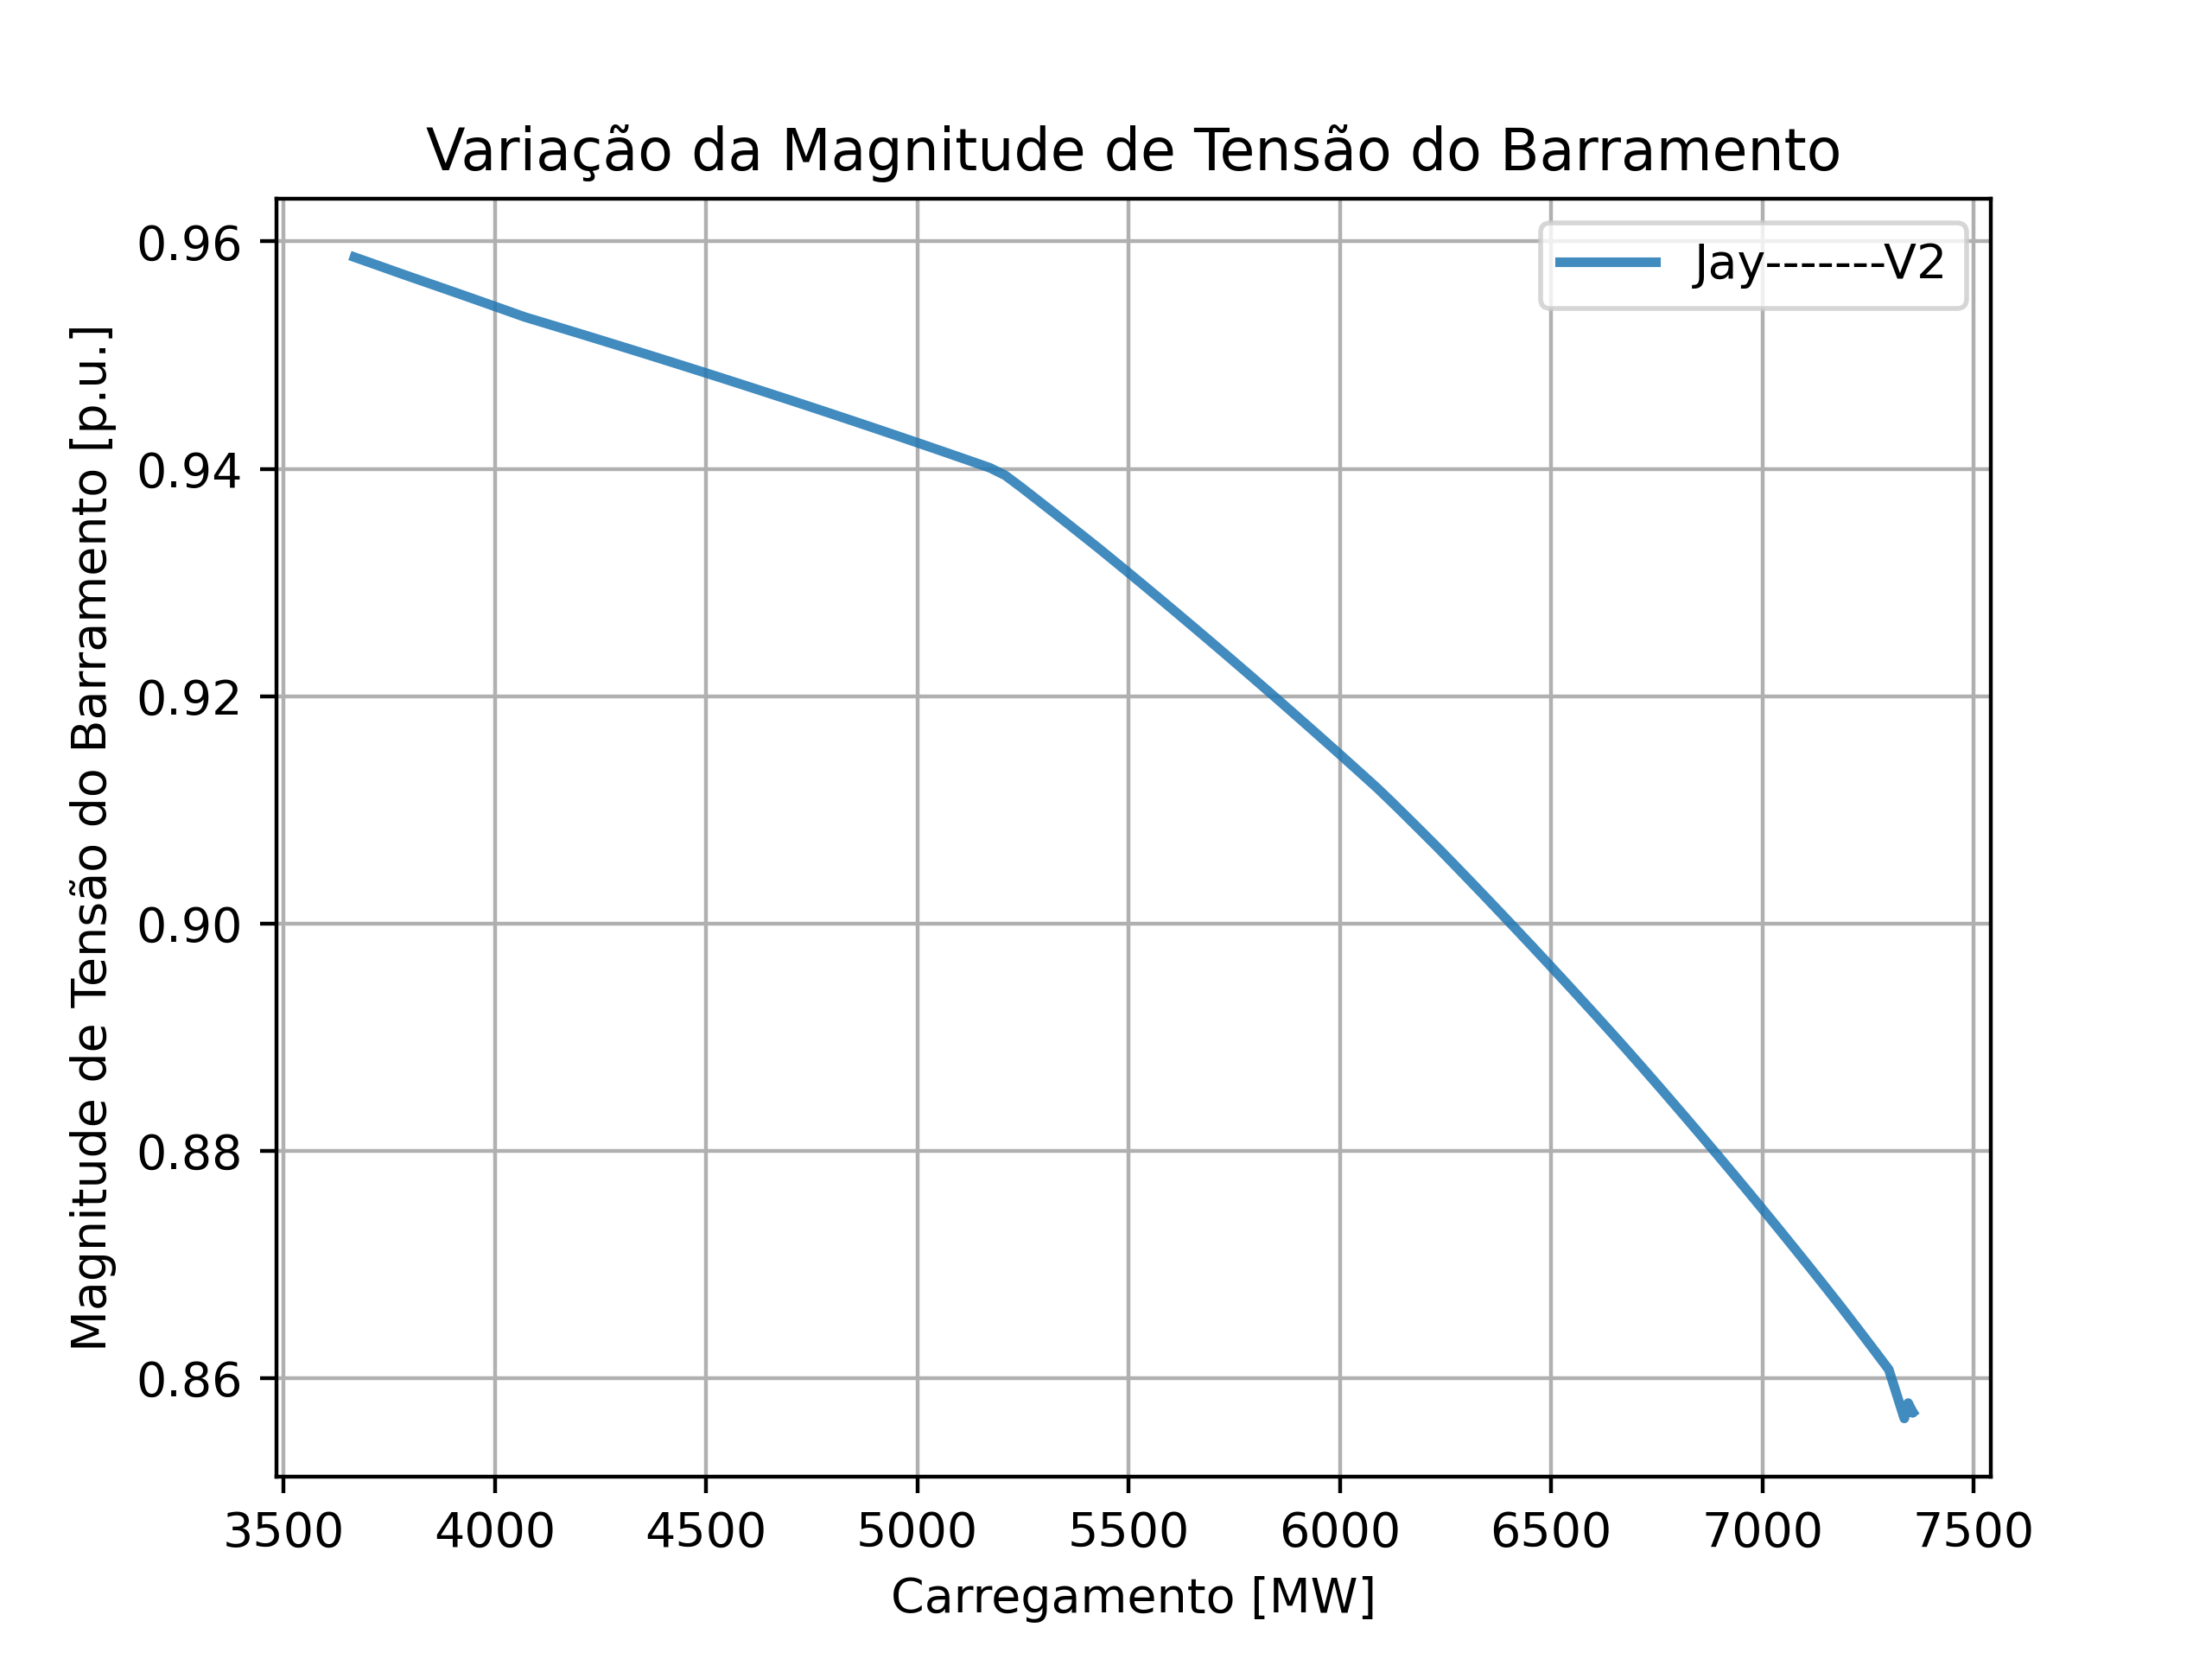 Variação da Magnitude de Tensão do Barramento
Jay-------V2
Magnitude de Tensão do Barramento [p.u.]
0.96
0.94
0.92
0.90
0.88
0.86
3500 4000 4500 5000 5500 6000 6500 7000 7500
Carregamento [MW]